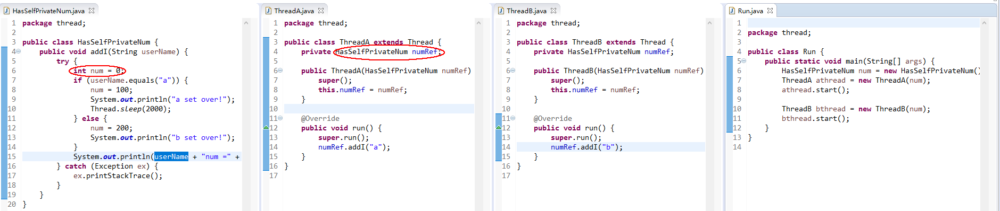 HasSelfPrivateNum.java
1 package thread;
2
3 public class HasSelfPrivateNum {
4 public void addI(String userName) {
5 try {
6 int num = 0;
7 if (userName.equals("a")) {
8 num = 100;
9 System.out.println("a set over!");
10 Thread.sleep(2000);
11 } else {
12 num = 200;
13 System.out.println("b set over!");
14 }
15 System.out.println(userName + "num =" +
16 } catch (Exception ex) {
17 ex.printStackTrace();
18 }
19 }
20 }
ThreadA.java
1 package thread;
2
3 public class ThreadA extends Thread {
4 private HasSelfPrivateNum numRef;
5
6 public ThreadA(HasSelfPrivateNum numRef)
7 super();
8 this.numRef = numRef;
9 }
10
11 @Override
12 public void run() {
13 super.run();
14 numRef.addI("a");
15 }
16 }
17
ThreadB.java
1 package thread;
2
3 public class ThreadB extends Thread {
4 private HasSelfPrivateNum numRef;
5
6 public ThreadB(HasSelfPrivateNum numRef)
7 super();
8 this.numRef = numRef;
9 }
10
11 @Override
12 public void run() {
13 super.run();
14 numRef.addI("b");
15 }
16 }
17
Run.java
1
2 package thread;
3
4 public class Run {
5 public static void main(String[] args) {
6 HasSelfPrivateNum num = new HasSelfPrivateNum()
7 ThreadA athread = new ThreadA(num);
8 athread.start();
9
10 ThreadB bthread = new ThreadB(num);
11 bthread.start();
12 }
13 }
14